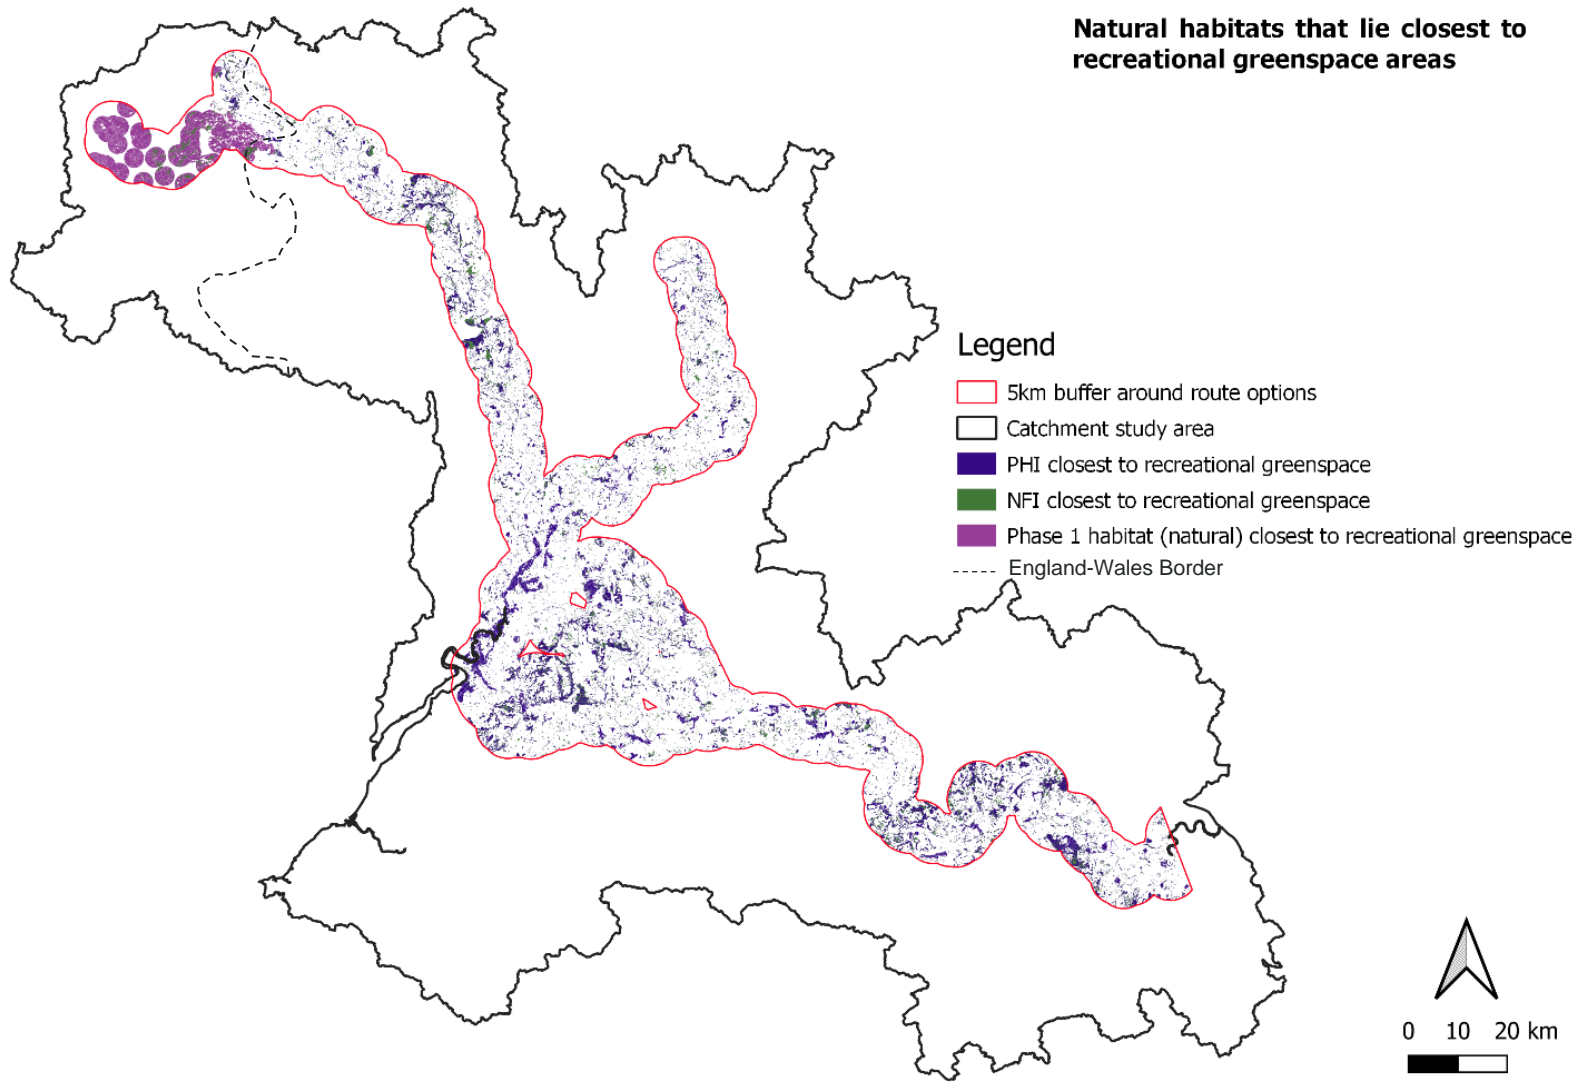 Natural habitats that lie closest to
recreational greenspace areas
Legend
5km buffer around route options
Catchment study area
PHI closest to recreational greenspace
NFI closest to recreational greenspace
Phase 1 habitat (natural) closest to recreational greenspace
England-Wales Border
0 10 20 km